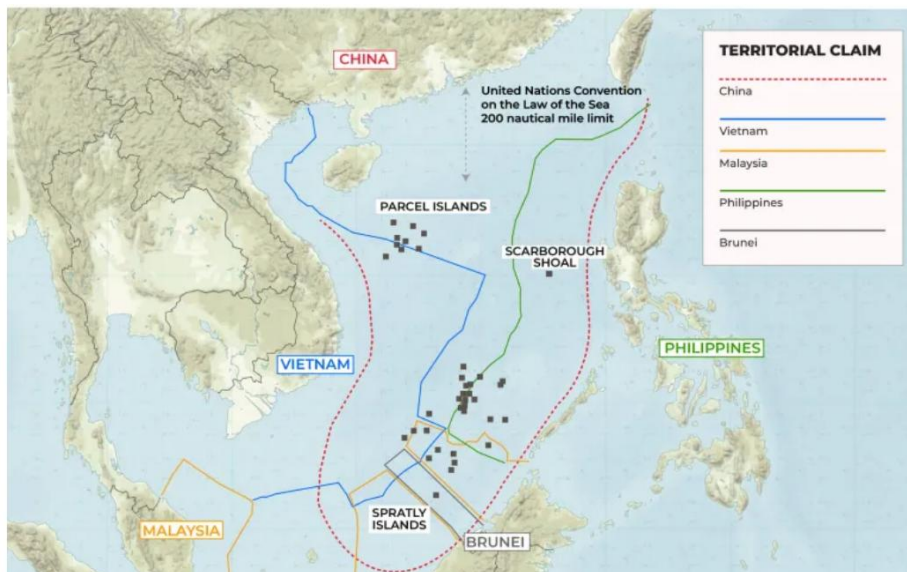 CHINA
United Nations Convention
on the Law of the Sea
200 nautical mile limit
PARCEL ISLANDS
SCARBOROUGH
SHOAL
VIETNAM
PHILIPPINES
MALAYSIA
SPRATLY
ISLANDS
BRUNEI
TERRITORIAL CLAIM
China
Vietnam
Malaysia
Philippines
Brunei